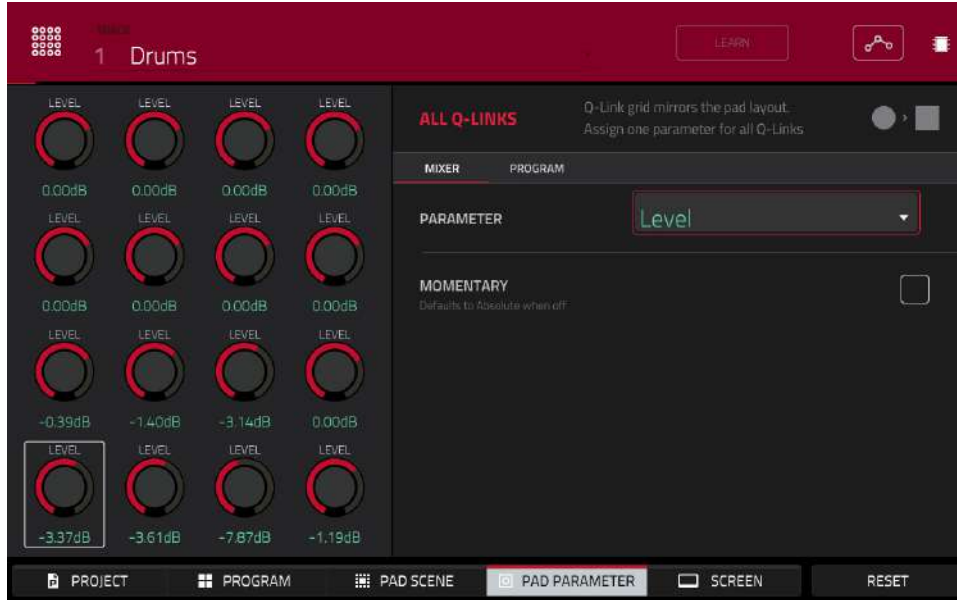 1 Drums
LEARN
LEVEL LEVEL LEVEL LEVEL
0.00dB 0.00dB 0.00dB 0.00dB
LEVEL LEVEL LEVEL LEVEL
0.00dB 0.00dB 0.00dB 0.00dB
LEVEL LEVEL LEVEL LEVEL
-0.39dB -1.40dB -3.14dB 0.00dB
LEVEL LEVEL LEVEL LEVEL
-3.37dB -3.61dB -7.87dB -1.19dB
ALL Q-LINKS
Q-Link grid mirrors the pad layout.
Assign one parameter for all Q-Links
MIXER PROGRAM
PARAMETER Level
MOMENTARY
Defaults to Absolute when off
PROJECT PROGRAM PAD SCENE PAD PARAMETER SCREEN RESET